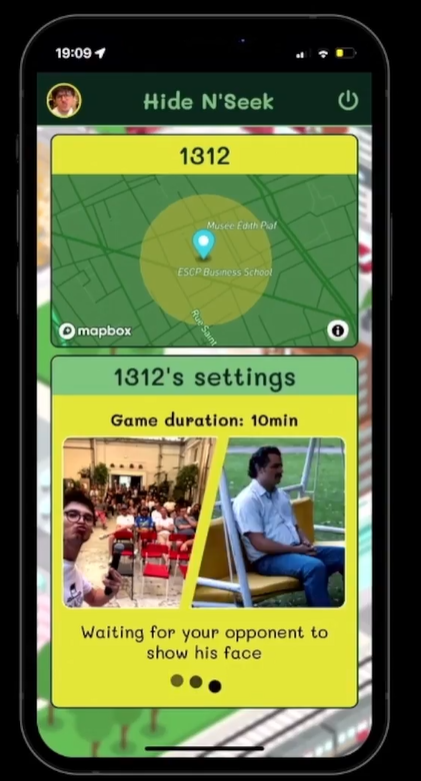 19:09
Hide N'Seek
1312
Musée Edith Piaf
ESCP Business School
Rue Saint
mapbox
1312's settings
Game duration: 10min
Waiting for your opponent to
show his face